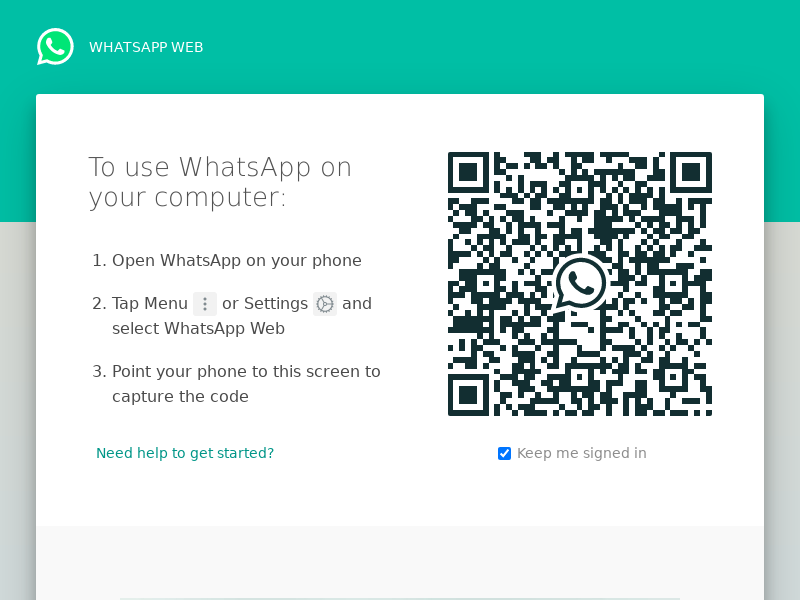 WHATSAPP WEB
To use WhatsApp on
your computer:
1. Open WhatsApp on your phone
2. Tap Menu or Settings and
select WhatsApp Web
3. Point your phone to this screen to
capture the code
Need help to get started?
Keep me signed in